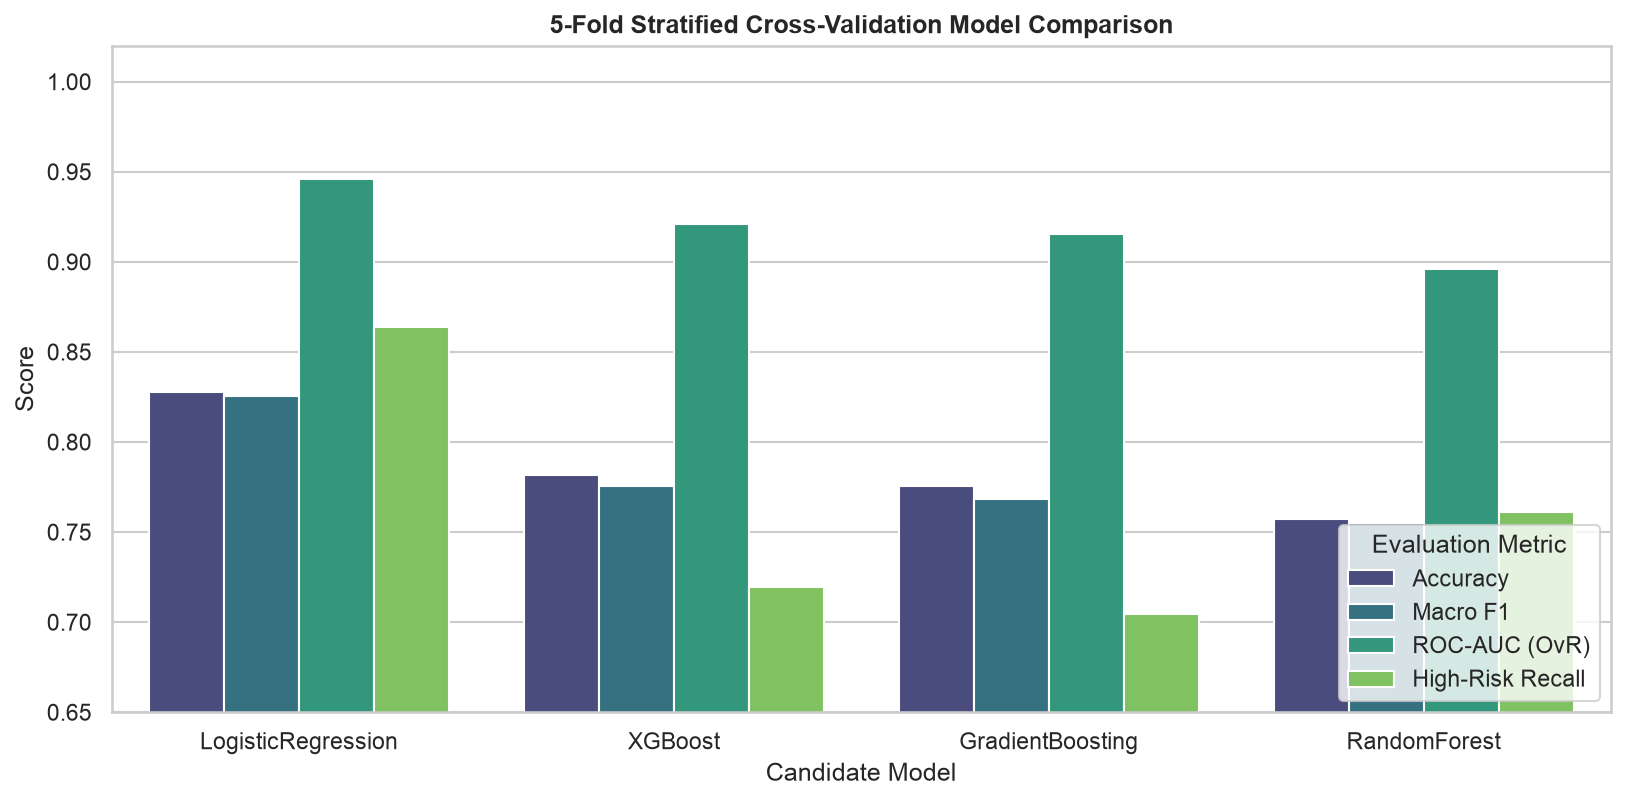 5-Fold Stratified Cross-Validation Model Comparison
Score
1.00
0.95
0.90
0.85
0.80
0.75
0.70
0.65
Evaluation Metric
Accuracy
Macro F1
ROC-AUC (OvR)
High-Risk Recall
LogisticRegression
XGBoost
GradientBoosting
RandomForest
Candidate Model